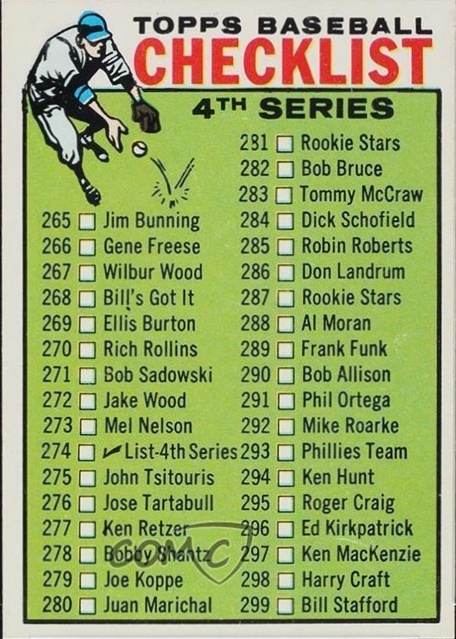 TOPPS BASEBALL
CHECKLIST
4TH SERIES
265 Jim Bunning
266 Gene Freese
267 Wilbur Wood
268 Bill's Got It
269 Ellis Burton
270 Rich Rollins
271 Bob Sadowski
272 Jake Wood
273 Mel Nelson
274 ✓List-4th Series
275 John Tsitouris
276 Jose Tartabull
277 Ken Retzer
278 Bobby Shantz
279 Joe Koppe
280 Juan Marichal
281 Rookie Stars
282 Bob Bruce
283 Tommy McCraw
284 Dick Schofield
285 Robin Roberts
286 Don Landrum
287 Rookie Stars
288 Al Moran
289 Frank Funk
290 Bob Allison
291 Phil Ortega
292 Mike Roarke
293 Phillies Team
294 Ken Hunt
295 Roger Craig
296 Ed Kirkpatrick
297 Ken MacKenzie
298 Harry Craft
299 Bill Stafford
COMC